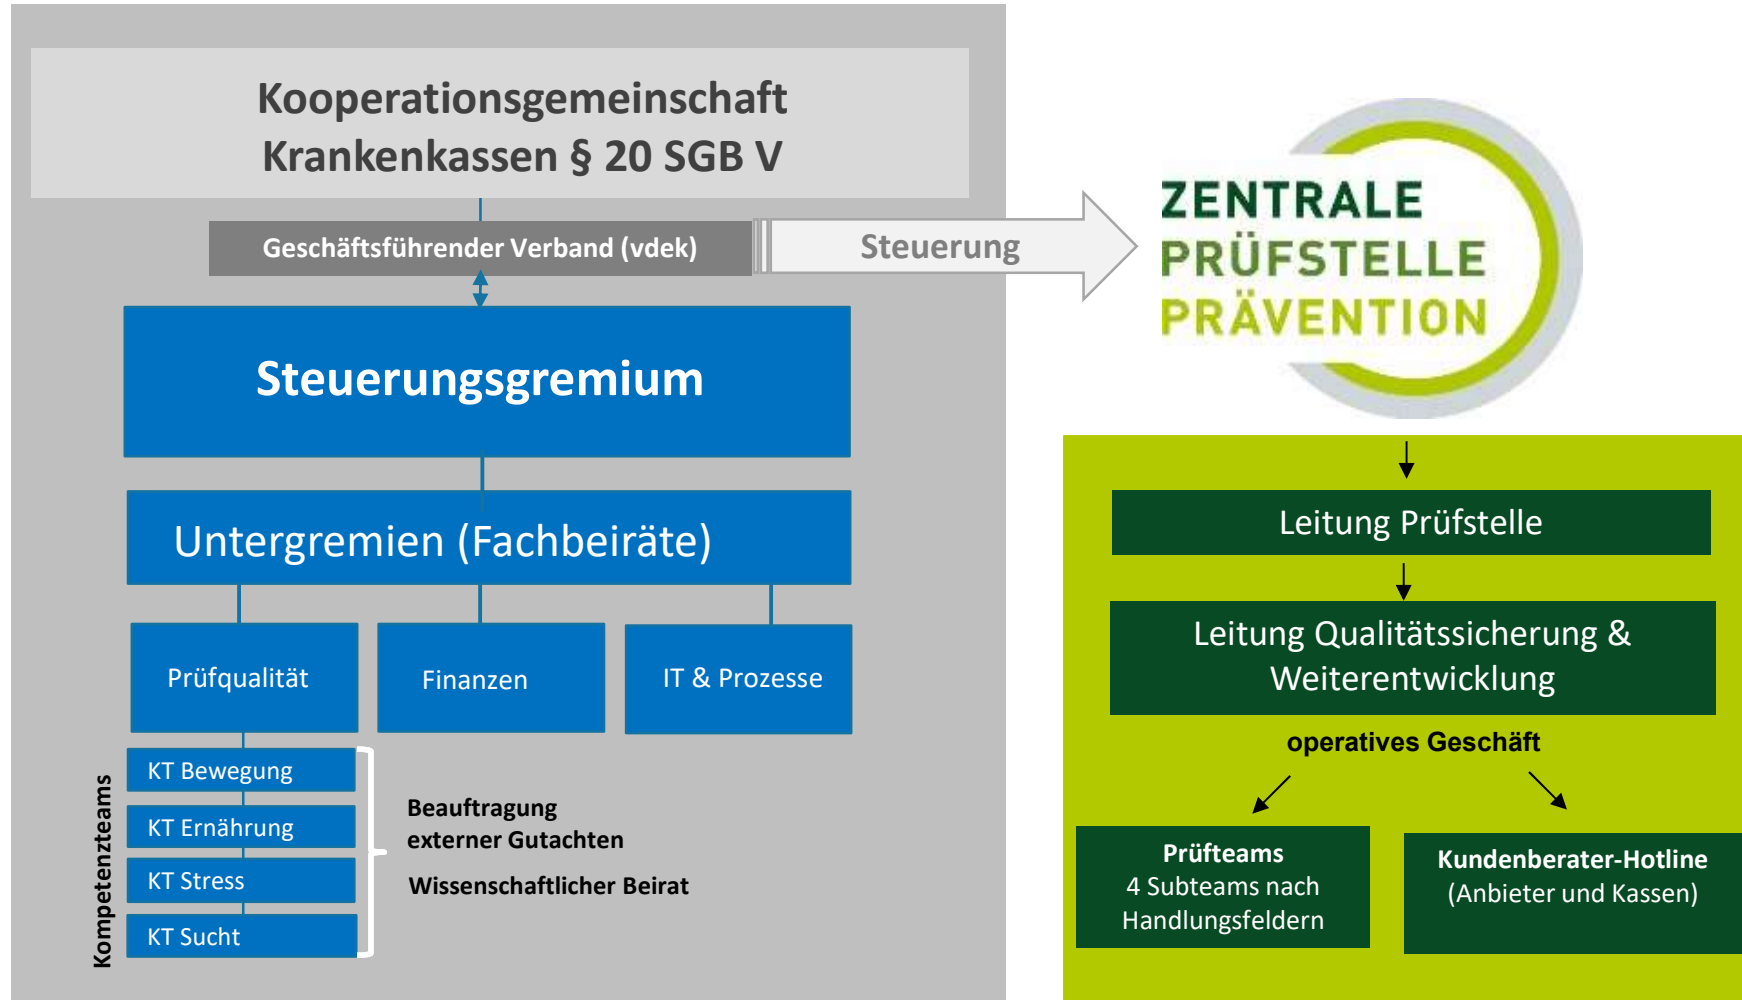 Kooperationsgemeinschaft
Krankenkassen § 20 SGB V
Geschäftsführender Verband (vdek)
Steuerung
Steuerungsgremium
Untergremien (Fachbeiräte)
Prüfqualität
Finanzen
IT & Prozesse
Kompetenzteams
KT Bewegung
KT Ernährung
KT Stress
KT Sucht
Beauftragung
externer Gutachten
Wissenschaftlicher Beirat
ZENTRALE
PRÜFSTELLE
PRÄVENTION
Leitung Prüfstelle
Leitung Qualitätssicherung &
Weiterentwicklung
operatives Geschäft
Prüfteams
4 Subteams nach
Handlungsfeldern
Kundenberater-Hotline
(Anbieter und Kassen)